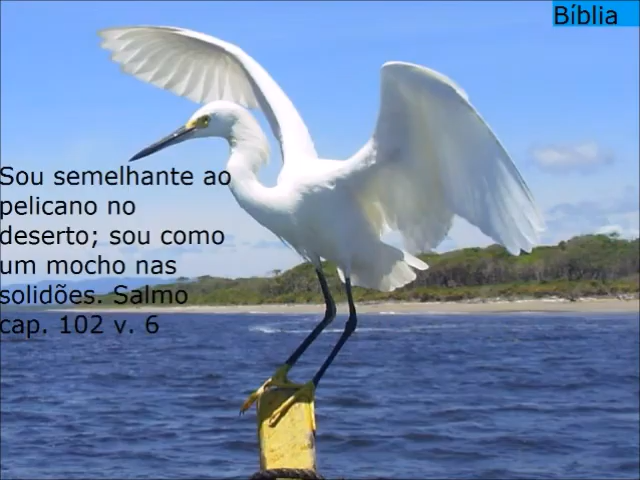 Bíblia
Sou semelhante ao
pelicano no
deserto; sou como
um mocho nas
solidões. Salmo
cap. 102 v. 6